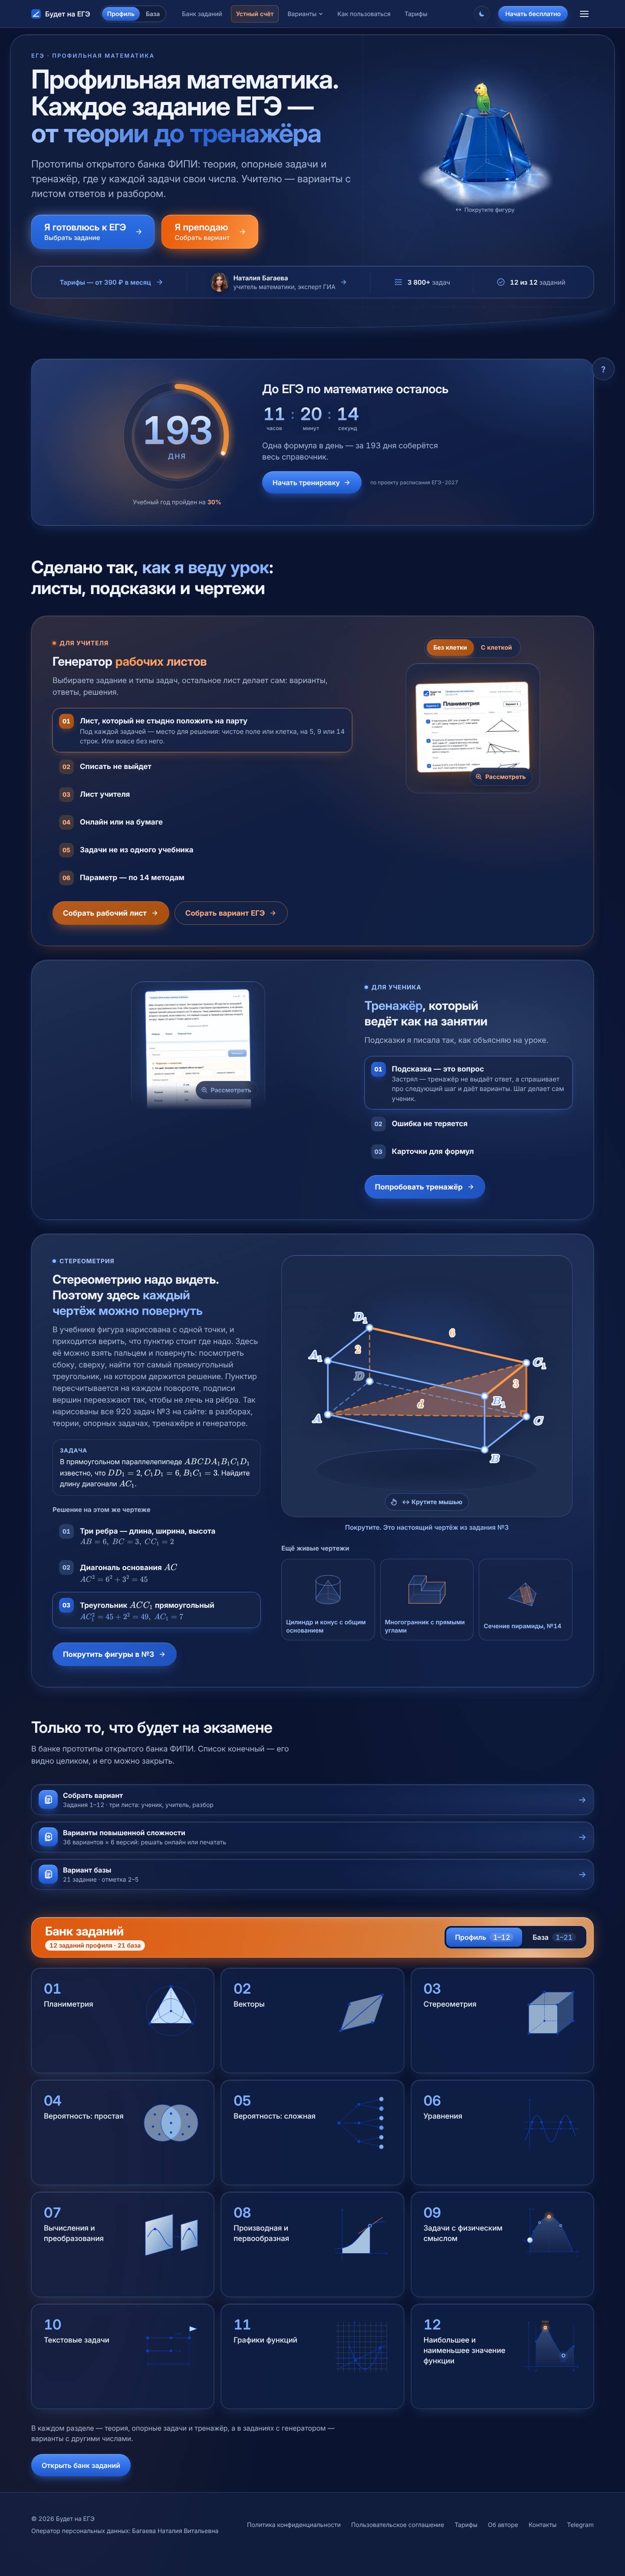 Будет на ЕГЭ
Профиль
База
Банк заданий
Устный счёт
Варианты
Как пользоваться
Тарифы
Начать бесплатно
ЕГЭ · ПРОФИЛЬНАЯ МАТЕМАТИКА
Профильная математика.
Каждое задание ЕГЭ —
от теории до тренажёра
Прототипы открытого банка ФИПИ: теория, опорные задачи и
тренажёр, где у каждой задачи свои числа. Учителю — варианты с
листом ответов и разбором.
Я готовлюсь к ЕГЭ →
Выбрать задание
Я преподаю →
Собрать вариант
↔ Покрутите фигуру
Тарифы — от 390 ₽ в месяц →
Наталия Багаева
учитель математики, эксперт ГИА →
3 800+ задач
12 из 12 заданий
?
193
ДНЯ
Учебный год пройден на 30%
До ЕГЭ по математике осталось
11 : 20 : 14
часов минут секунд
Одна формула в день — за 193 дня соберётся
весь справочник.
Начать тренировку →
по проекту расписания ЕГЭ-2027
Сделано так, как я веду урок:
листы, подсказки и чертежи
ДЛЯ УЧИТЕЛЯ
Генератор рабочих листов
Выбираете задание и типы задач, остальное лист делает сам: варианты,
ответы, решения.
01 Лист, который не стыдно положить на парту
Под каждой задачей — место для решения: чистое поле или клетка, на 5, 9 или 14
строк. Или вовсе без него.
02 Списать не выйдет
03 Лист учителя
04 Онлайн или на бумаге
05 Задачи не из одного учебника
06 Параметр — по 14 методам
Собрать рабочий лист →
Собрать вариант ЕГЭ →
Без клетки
С клеткой
Планиметрия
Рассмотреть
Рассмотреть
ДЛЯ УЧЕНИКА
Тренажёр, который
ведёт как на занятии
Подсказки я писала так, как объясняю на уроке.
01 Подсказка — это вопрос
Застрял — тренажёр не выдаёт ответ, а спрашивает
про следующий шаг и даёт варианты. Шаг делает сам
ученик.
02 Ошибка не теряется
03 Карточки для формул
Попробовать тренажёр →
СТЕРЕОМЕТРИЯ
Стереометрию надо видеть.
Поэтому здесь каждый
чертёж можно повернуть
В учебнике фигура нарисована с одной точки, и
приходится верить, что пунктир стоит где надо. Здесь
её можно взять пальцем и повернуть: посмотреть
сбоку, сверху, найти тот самый прямоугольный
треугольник, на котором держится решение. Пунктир
пересчитывается на каждом повороте, подписи
вершин переезжают так, чтобы не лечь на рёбра. Так
нарисованы все 920 задач №3 на сайте: в разборах,
теории, опорных задачах, тренажёре и генераторе.
ЗАДАЧА
В прямоугольном параллелепипеде ABCDA₁B₁C₁D₁
известно, что DD₁ = 2, C₁D₁ = 6, B₁C₁ = 3. Найдите
длину диагонали AC₁.
Решение на этом же чертеже
01 Три ребра — длина, ширина, высота
AB = 6, BC = 3, CC₁ = 2
02 Диагональ основания AC
AC² = 6² + 3² = 45
03 Треугольник ACC₁ прямоугольный
AC₁² = 45 + 2² = 49, AC₁ = 7
Покрутить фигуры в №3 →
D₁
6
A₁
2
C₁
D
3
B₁
A
d
C
B
↔ Крутите мышью
Покрутите. Это настоящий чертёж из задания №3
Ещё живые чертежи
Цилиндр и конус с общим
основанием
Многогранник с прямыми
углами
Сечение пирамиды, №14
Только то, что будет на экзамене
В банке прототипы открытого банка ФИПИ. Список конечный — его
видно целиком, и его можно закрыть.
Собрать вариант
Задания 1–12 · три листа: ученик, учитель, разбор
→
Варианты повышенной сложности
36 вариантов × 6 версий: решать онлайн или печатать
→
Вариант базы
21 задание · отметка 2–5
→
Банк заданий
12 заданий профиля · 21 база
Профиль 1–12
База 1–21
01
Планиметрия
02
Векторы
03
Стереометрия
04
Вероятность: простая
05
Вероятность: сложная
06
Уравнения
07
Вычисления и
преобразования
08
Производная и
первообразная
09
Задачи с физическим
смыслом
10
Текстовые задачи
11
Графики функций
12
Наибольшее и
наименьшее значение
функции
В каждом разделе — теория, опорные задачи и тренажёр, а в заданиях с генератором —
варианты с другими числами.
Открыть банк заданий
© 2026 Будет на ЕГЭ
Оператор персональных данных: Багаева Наталия Витальевна
Политика конфиденциальности
Пользовательское соглашение
Тарифы
Об авторе
Контакты
Telegram